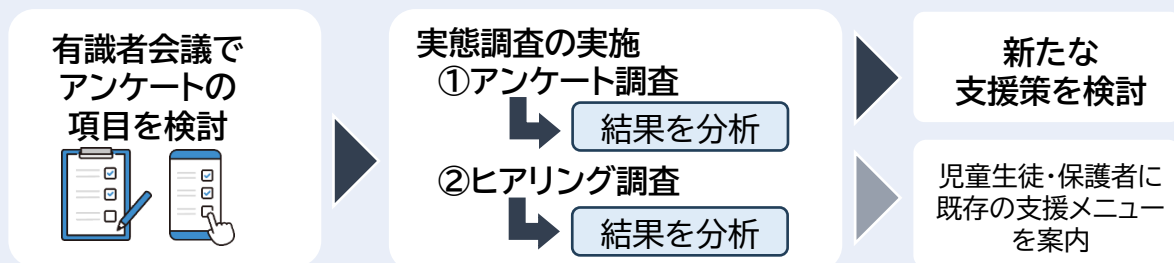 有識者会議で
アンケートの
項目を検討
実態調査の実施
①アンケート調査
結果を分析
②ヒアリング調査
結果を分析
新たな
支援策を検討
児童生徒・保護者に
既存の支援メニュー
を案内